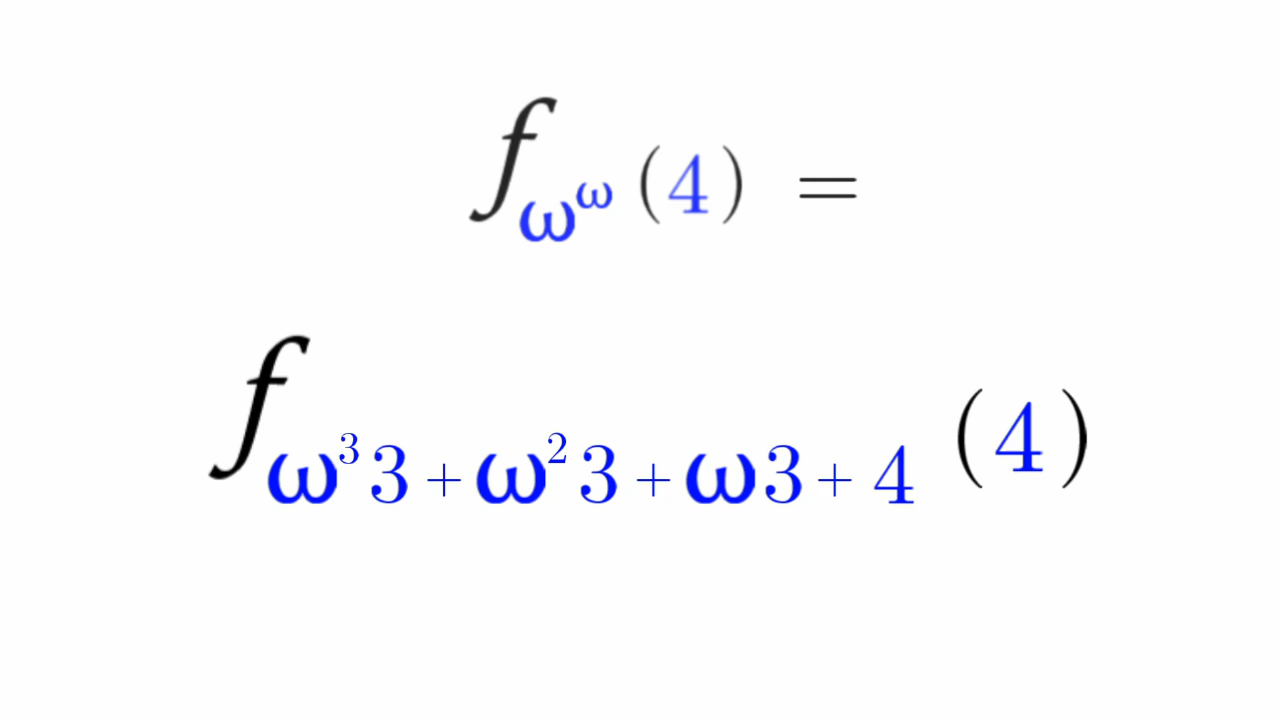 f_{ω^ω}(4) =
f_{ω^3 3 + ω^2 3 + ω3 + 4}(4)